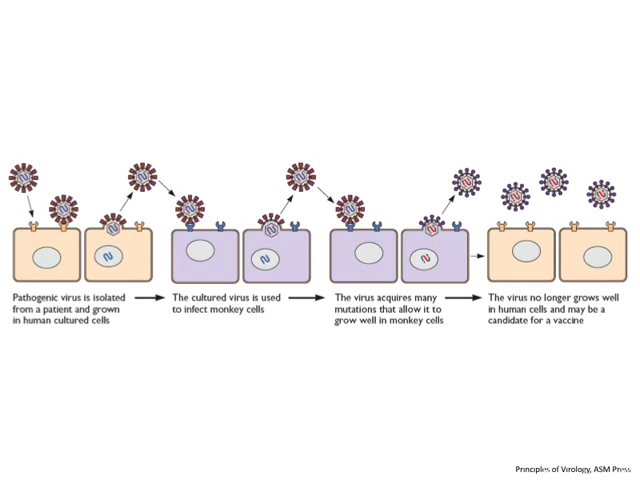 Pathogenic virus is isolated
from a patient and grown
in human cultured cells
The cultured virus is used
to infect monkey cells
The virus acquires many
mutations that allow it to
grow well in monkey cells
The virus no longer grows well
in human cells and may be a
candidate for a vaccine
Principles of Virology, ASM Press